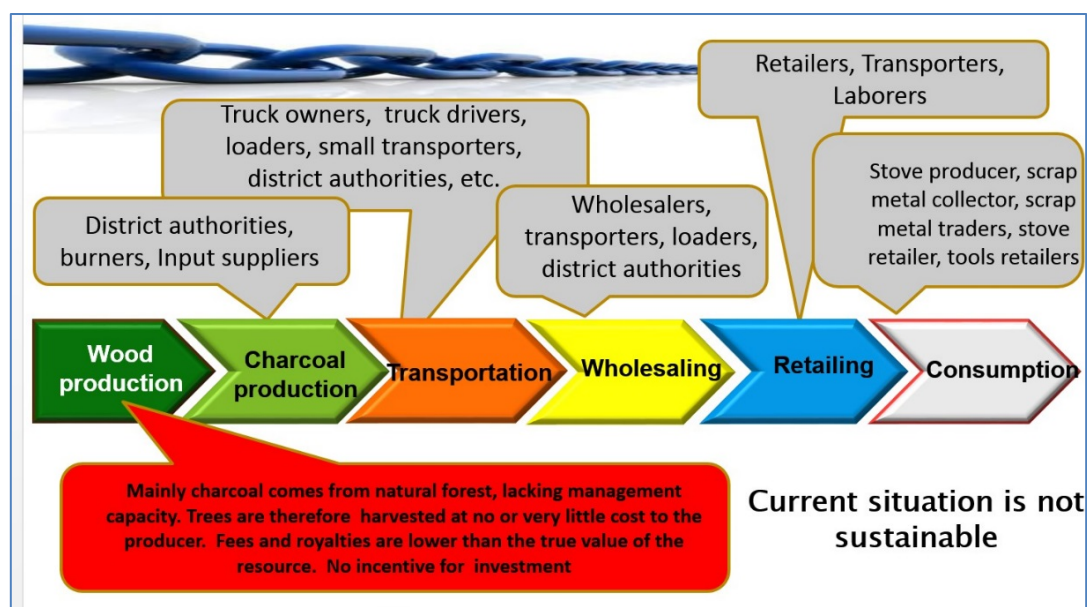 Retailers, Transporters,
Laborers
Truck owners,  truck drivers,
loaders, small transporters,
district authorities, etc.
Stove producer, scrap
metal collector, scrap
metal traders, stove
retailer, tools retailers
Wholesalers,
transporters, loaders,
district authorities
District authorities,
burners, Input suppliers
Wood
production
Charcoal
production
Transportation
Wholesaling
Retailing
Consumption
Mainly charcoal comes from natural forest, lacking management
capacity. Trees are therefore  harvested at no or very little cost to the
producer.  Fees and royalties are lower than the true value of the
resource.  No incentive for  investment
Current situation is not
sustainable